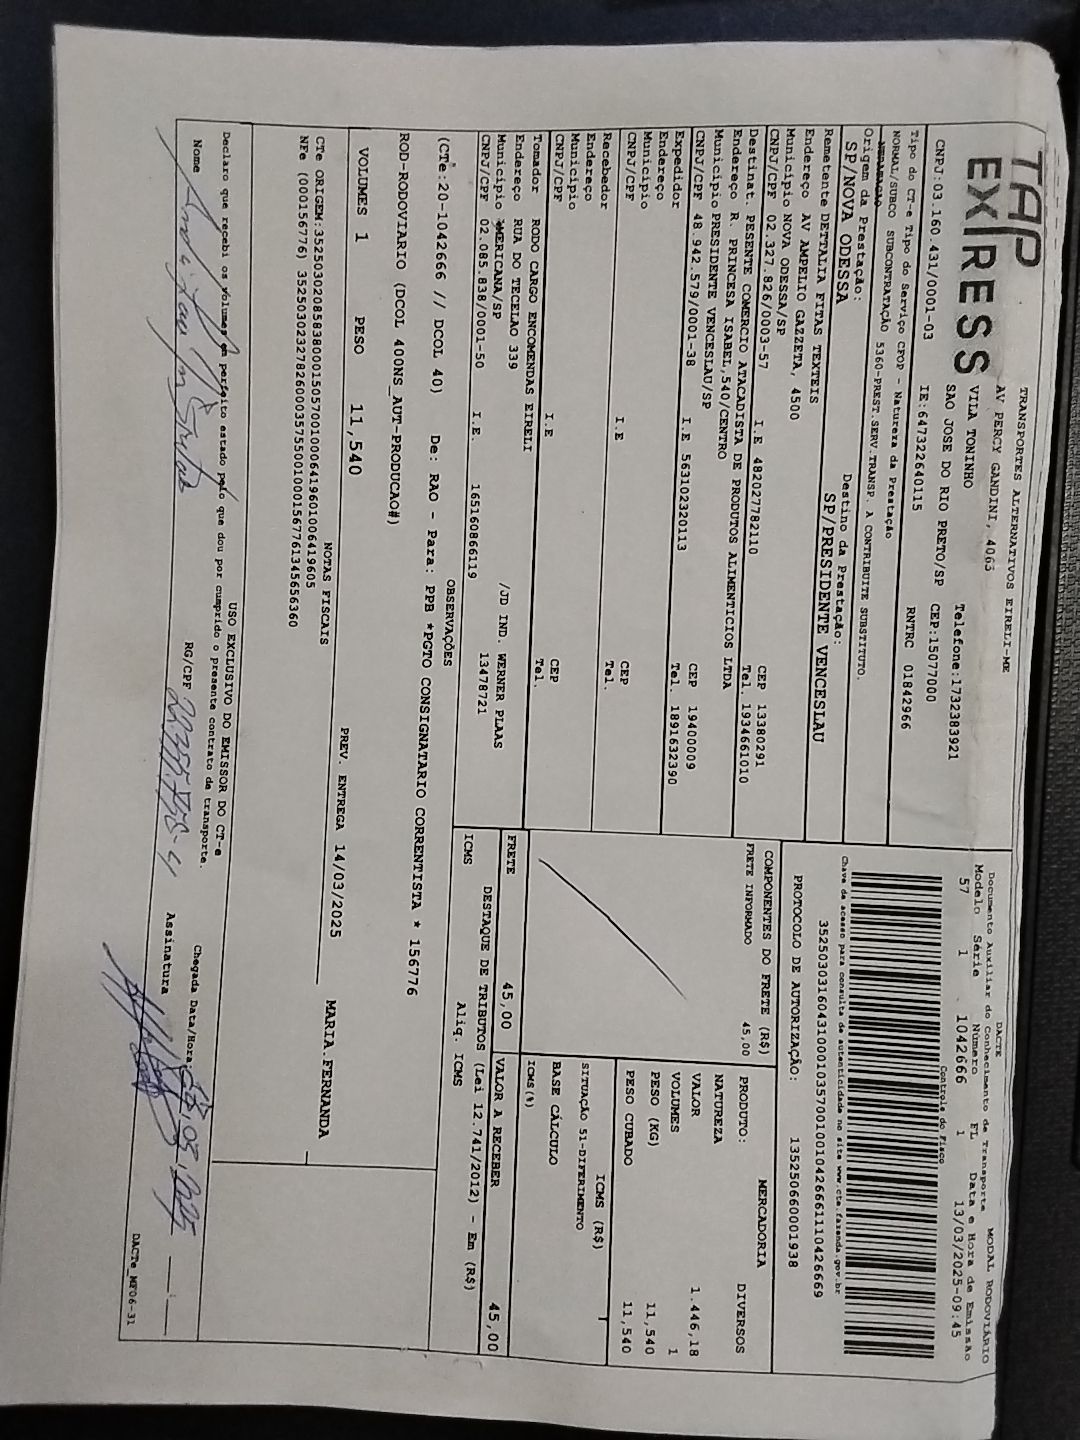 TAP EXPRESS
TRANSPORTES ALTERNATIVOS EIRELI-ME
AV PERCY GANDINI, 4065
VILA TONINHO Telefone:1732383921
SAO JOSE DO RIO PRETO/SP CEP:15077000
CNPJ:03.160.431/0001-03 IE:647322640115 RNTRC 01842966
Tipo do CT-e Tipo do Serviço CFOP - Natureza da Prestação
NORMAL/SUBCO SUBCONTRATAÇÃO 5360-PREST.SERV.TRANSP. A CONTRIBUITE SUBSTITUTO.
Origem da Prestação: Destino da Prestação:
SP/NOVA ODESSA SP/PRESIDENTE VENCESLAU
DACTE MODAL RODOVIÁRIO
Documento Auxiliar do Conhecimento de Transporte
Modelo Série Número FL Data e Hora de Emissão
57 1 1042666 1 13/03/2025-09:45
Controle do Fisco
Chave de acesso para consulta de autenticidade no site www.cte.fazenda.gov.br
35250303160431000103570010010426661110426669
PROTOCOLO DE AUTORIZAÇÃO: 135250660001938
Remetente DETTALIA FITAS TEXTEIS
Endereço AV AMPELIO GAZZETA, 4500
Município NOVA ODESSA/SP CEP 13380291
CNPJ/CPF 02.327.826/0003-57 I.E 482027782110 Tel. 1934661010
Destinat. PESENTE COMERCIO ATACADISTA DE PRODUTOS ALIMENTICIOS LTDA
Endereço R. PRINCESA ISABEL,540/CENTRO
Município PRESIDENTE VENCESLAU/SP CEP 19400009
CNPJ/CPF 48.942.579/0001-38 I.E 563102320113 Tel. 1891632390
Expedidor
Endereço
Município CEP
CNPJ/CPF I.E Tel.
Recebedor
Endereço
Município CEP
CNPJ/CPF I.E Tel.
Tomador RODO CARGO ENCOMENDAS EIRELI
Endereço RUA DO TECELAO 339 /JD IND. WERNER PLAAS
Município AMERICANA/SP 13478721
CNPJ/CPF 02.085.838/0001-50 I.E. 165160866119
COMPONENTES DO FRETE (R$)
FRETE INFORMADO 45,00
PRODUTO: MERCADORIA
NATUREZA DIVERSOS
VALOR 1.446,18
VOLUMES 1
PESO (KG) 11,540
PESO CUBADO 11,540
ICMS (R$)
SITUAÇÃO 51-DIFERIMENTO
BASE CÁLCULO
ICMS(%)
FRETE 45,00 VALOR A RECEBER 45,00
DESTAQUE DE TRIBUTOS (Lei 12.741/2012) - Em (R$)
ICMS Aliq. ICMS
OBSERVAÇÕES
(CTe:20-1042666 // DCOL 40) De: RAO - Para: PPB *PGTO CONSIGNATARIO CORRENTISTA * 156776
ROD-RODOVIARIO (DCOL 400NS_AUT-PRODUCAO#)
VOLUMES 1 PESO 11,540 PREV. ENTREGA 14/03/2025 MARIA.FERNANDA
NOTAS FISCAIS
CTe ORIGEM:35250302085838000150570010006419601006419605
NFe (000156776) 35250302327826000357550010001567761345656360
USO EXCLUSIVO DO EMISSOR DO CT-e
Declaro que recebi os volumes em perfeito estado pelo que dou por cumprido o presente contrato de transporte.
Nome RG/CPF Assinatura Chegada Data/Hora
DACTe_MF06-31